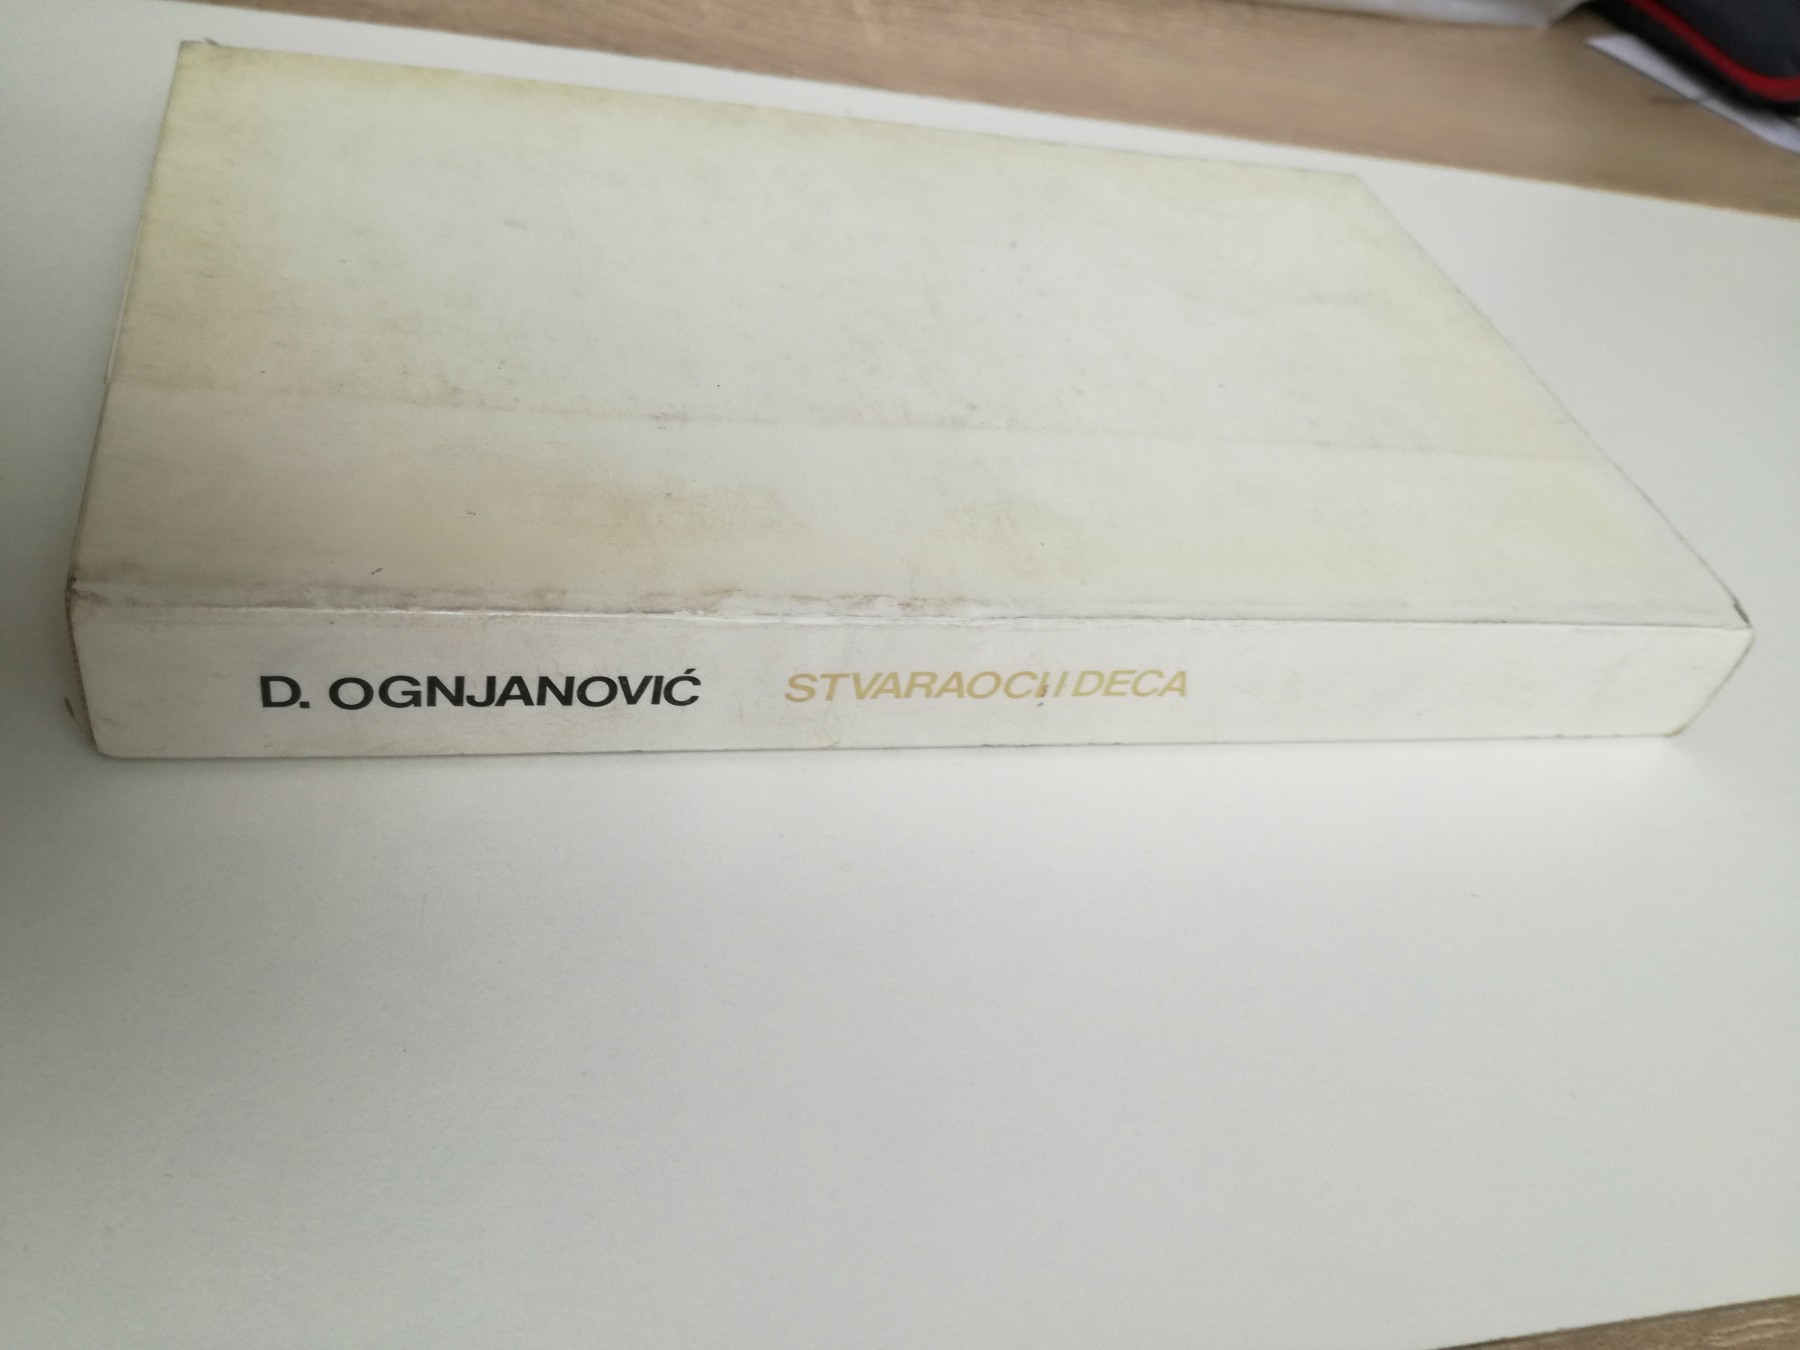 D. OGNJANOVIĆ STVARAOCI I DECA